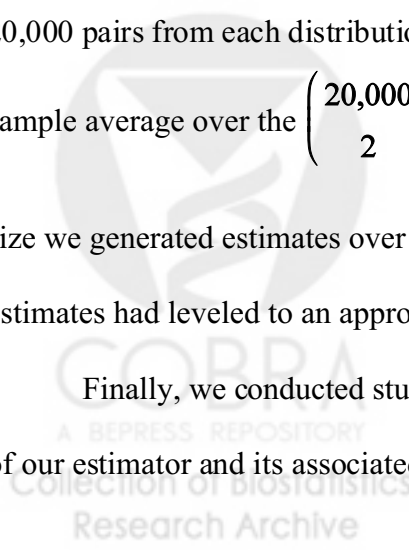 0,000 pairs from each distributio
ample average over the (20,000
2
ize we generated estimates over
stimates had leveled to an appro
COBRA
Finally, we conducted stu
A BEPRESS REPOSITORY
of our estimator and its associated
Collection of Biostatistics
Research Archive